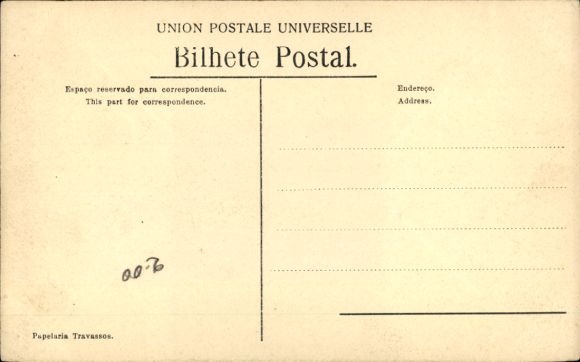 UNION POSTALE UNIVERSELLE
Bilhete Postal.
Espaço reservado para correspondencia.
This part for correspondence.
Endereço.
Address.
Papelaria Travassos.